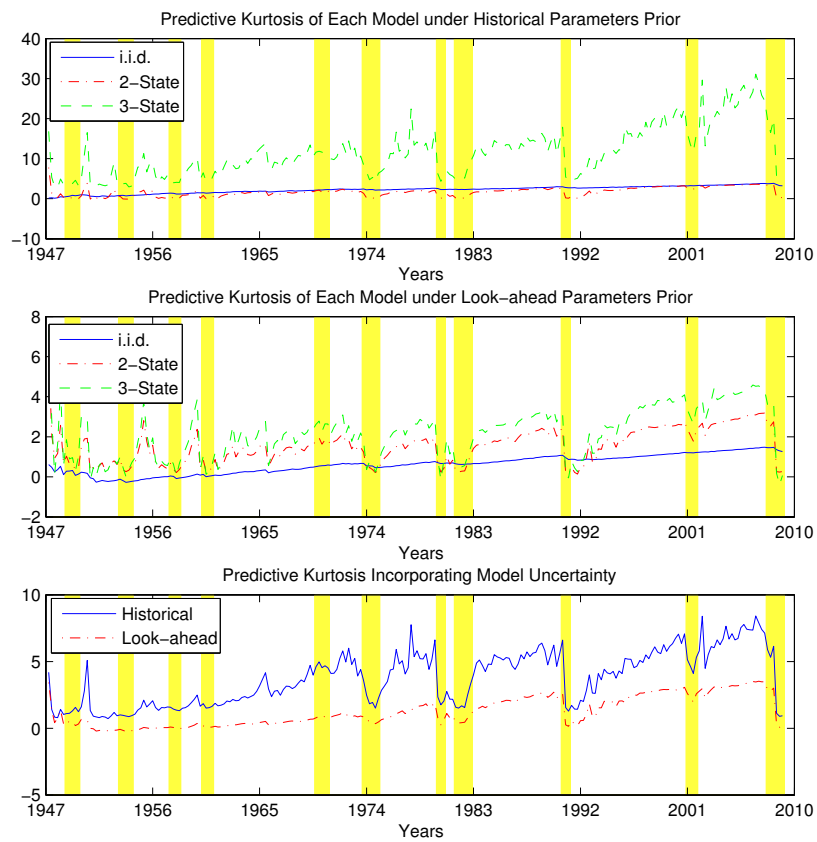 Predictive Kurtosis of Each Model under Historical Parameters Prior
40
30
20
10
0
−10
i.i.d.
2−State
3−State
1947 1956 1965 1974 1983 1992 2001 2010
Years
Predictive Kurtosis of Each Model under Look−ahead Parameters Prior
8
6
4
2
0
−2
i.i.d.
2−State
3−State
1947 1956 1965 1974 1983 1992 2001 2010
Years
Predictive Kurtosis Incorporating Model Uncertainty
10
5
0
−5
Historical
Look−ahead
1947 1956 1965 1974 1983 1992 2001 2010
Years